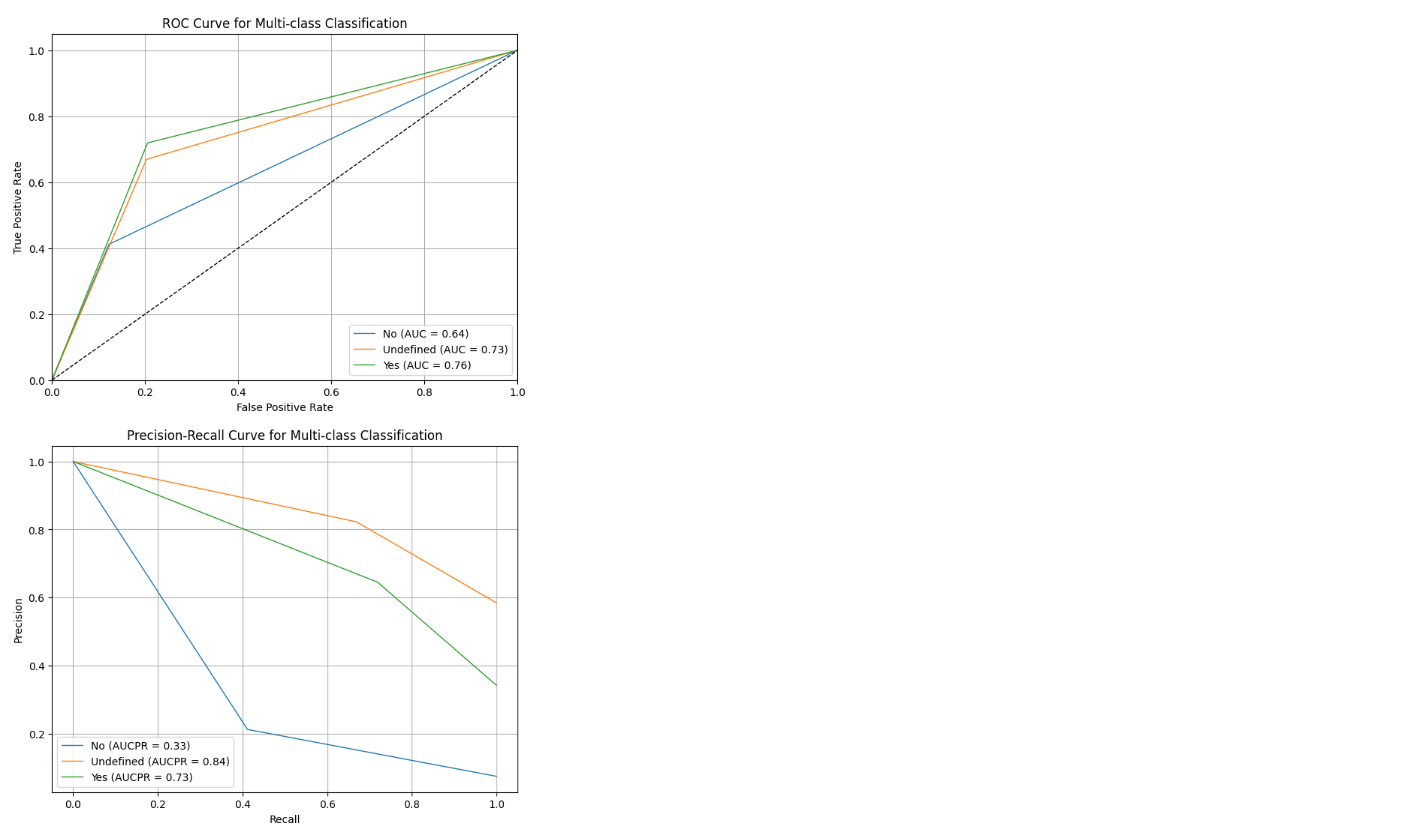 ROC Curve for Multi-class Classification
1.0
0.8
0.6
0.4
0.2
0.0
True Positive Rate
No (AUC = 0.64)
Undefined (AUC = 0.73)
Yes (AUC = 0.76)
0.0 0.2 0.4 0.6 0.8 1.0
False Positive Rate
Precision-Recall Curve for Multi-class Classification
1.0
0.8
0.6
0.4
0.2
Precision
No (AUCPR = 0.33)
Undefined (AUCPR = 0.84)
Yes (AUCPR = 0.73)
0.0 0.2 0.4 0.6 0.8 1.0
Recall